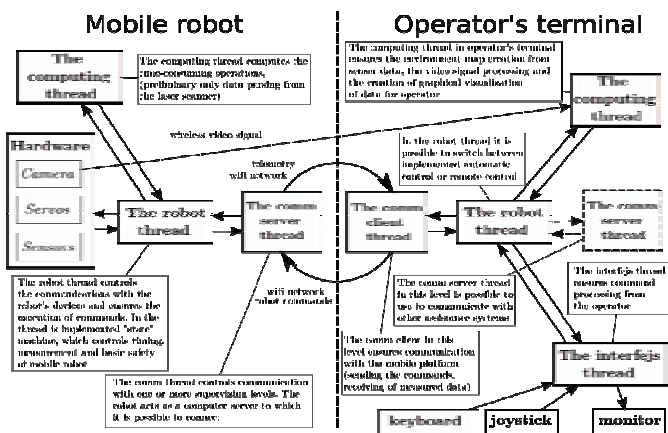 Mobile robot
Operator's terminal
The
computing
thread
The computing thread computes the
time-consuming operations,
(prelimitary only data pending from
the laser scanner)
The computing thread in operator's terminal
ensures the environment map creation from
sensor data, the video signal processing and
the creation of graphical visualisation
of data for operator
The
computing
thread
wireless video signal
Hardware
Camera
Servos
Sensors
telemetry
wifi network
In the robot thread it is
possible to switch between
implemented automatic
control or remote control
The robot
thread
The comm
server
thread
The comm
client
thread
The robot
thread
The comm
server
thread
wifi network
robot commands
The robot thread controls
the communications with the
robot's devices and ensures the
execution of commands. In the
thread is implemented "state"
machine, which controls timing,
measurement and basic safety
of mobile robot
The comm server thread
in this level is possible to
use to communicate with
other assistance systems
The interfejs thread
ensures command
processing from
the operator
The comm client in this
level ensures communication
with the mobile platform
(sending the commands,
receiving of measured data)
The interfejs
thread
The comm thread controls communication
with one or more supervising levels. The
robot acts as a computer server to which
it is possible to connect
keyboard
joystick
monitor